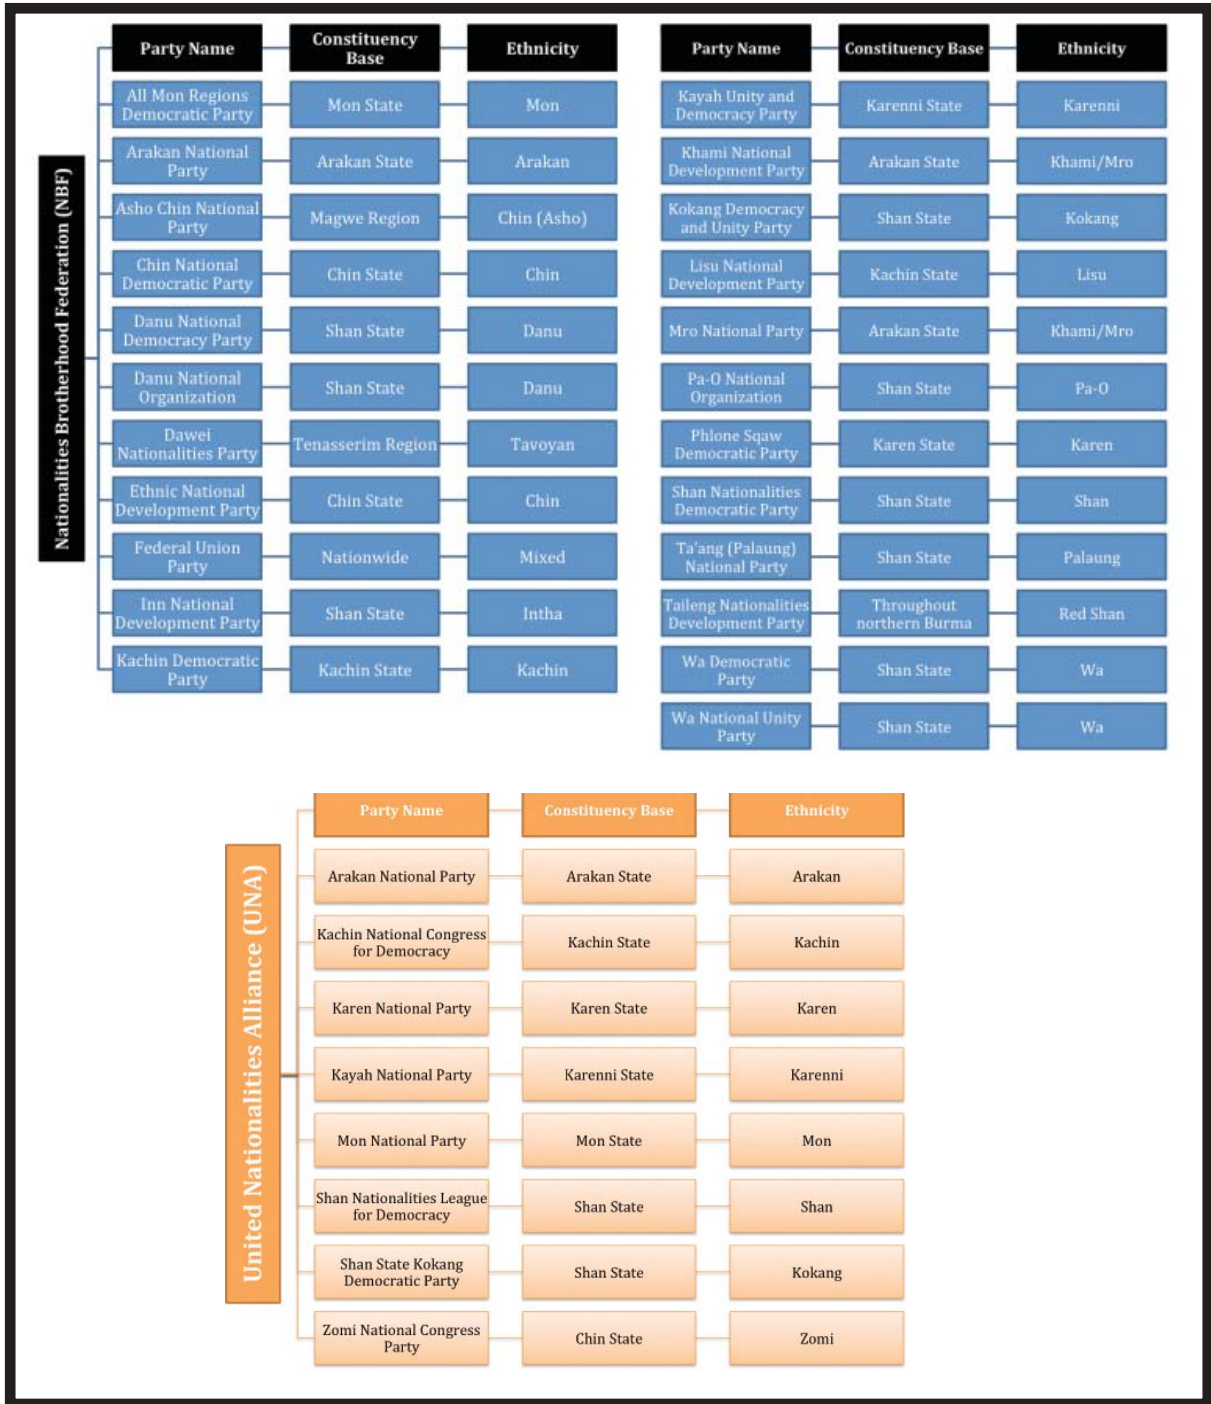 Nationalities Brotherhood Federation (NBF)
Party Name
Constituency
Base
Ethnicity
All Mon Regions
Democratic Party
Mon State
Mon
Arakan National
Party
Arakan State
Arakan
Asho Chin National
Party
Magwe Region
Chin (Asho)
Chin National
Democratic Party
Chin State
Chin
Danu National
Democracy Party
Shan State
Danu
Danu National
Organization
Shan State
Danu
Dawei
Nationalities Party
Tenasserim Region
Tavoyan
Ethnic National
Development Party
Chin State
Chin
Federal Union
Party
Nationwide
Mixed
Inn National
Development Party
Shan State
Intha
Kachin Democratic
Party
Kachin State
Kachin
Party Name
Constituency Base
Ethnicity
Kayah Unity and
Democracy Party
Karenni State
Karenni
Khami National
Development Party
Arakan State
Khami/Mro
Kokang Democracy
and Unity Party
Shan State
Kokang
Lisu National
Development Party
Kachin State
Lisu
Mro National Party
Arakan State
Khami/Mro
Pa-O National
Organization
Shan State
Pa-O
Phlone Sqaw
Democratic Party
Karen State
Karen
Shan Nationalities
Democratic Party
Shan State
Shan
Ta'ang (Palaung)
National Party
Shan State
Palaung
Taileng Nationalities
Development Party
Throughout
northern Burma
Red Shan
Wa Democratic
Party
Shan State
Wa
Wa National Unity
Party
Shan State
Wa
United Nationalities Alliance (UNA)
Party Name
Constituency Base
Ethnicity
Arakan National Party
Arakan State
Arakan
Kachin National Congress
for Democracy
Kachin State
Kachin
Karen National Party
Karen State
Karen
Kayah National Party
Karenni State
Karenni
Mon National Party
Mon State
Mon
Shan Nationalities League
for Democracy
Shan State
Shan
Shan State Kokang
Democratic Party
Shan State
Kokang
Zomi National Congress
Party
Chin State
Zomi